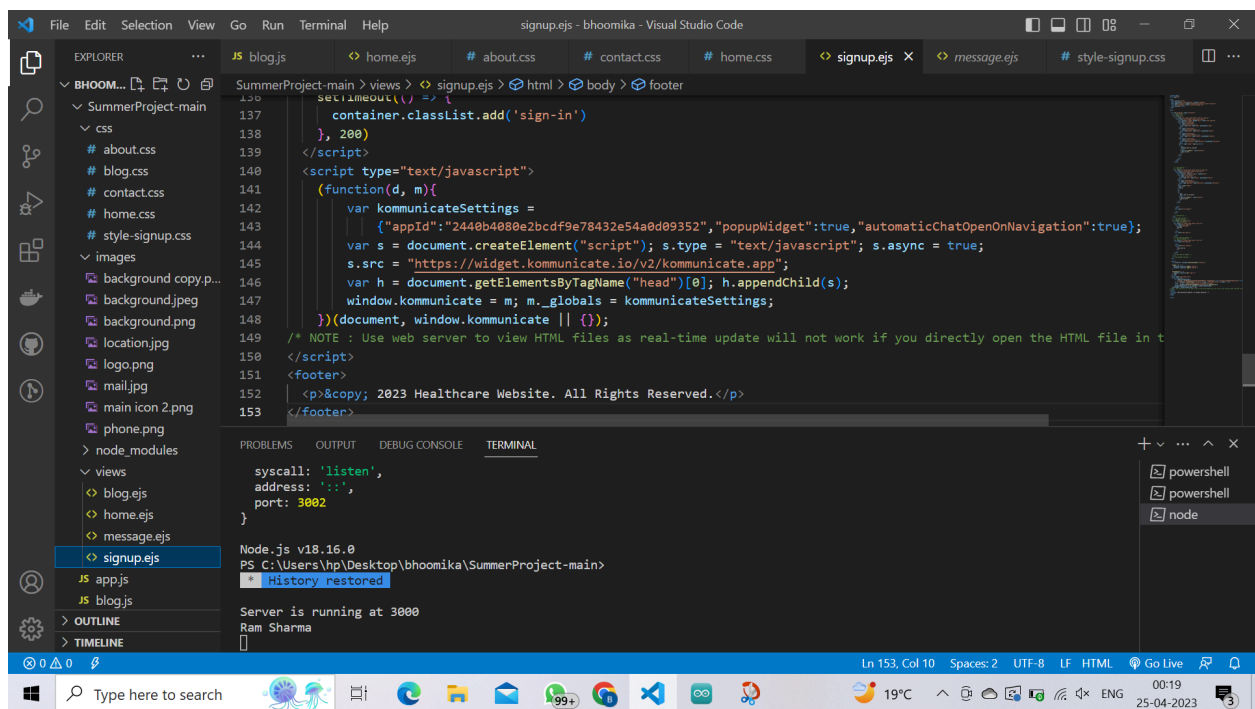 File Edit Selection View Go Run Terminal Help signup.ejs - bhoomika - Visual Studio Code
EXPLORER ... JS blog.js <> home.ejs # about.css # contact.css # home.css <> signup.ejs × <> message.ejs # style-signup.css ...
BHOOM...
SummerProject-main > views > <> signup.ejs > html > body > footer
SummerProject-main
css
# about.css
# blog.css
# contact.css
# home.css
# style-signup.css
images
background copy.p...
background.jpeg
background.png
location.jpg
logo.png
mail.jpg
main icon 2.png
phone.png
node_modules
views
<> blog.ejs
<> home.ejs
<> message.ejs
<> signup.ejs
JS app.js
JS blog.js
OUTLINE
TIMELINE
136 setTimeout(() => {
137 container.classList.add('sign-in')
138 }, 200)
139 </script>
140 <script type="text/javascript">
141 (function(d, m){
142 var kommunicateSettings =
143 {"appId":"2440b4080e2bcdf9e78432e54a0d09352","popupWidget":true,"automaticChatOpenOnNavigation":true};
144 var s = document.createElement("script"); s.type = "text/javascript"; s.async = true;
145 s.src = "https://widget.kommunicate.io/v2/kommunicate.app";
146 var h = document.getElementsByTagName("head")[0]; h.appendChild(s);
147 window.kommunicate = m; m._globals = kommunicateSettings;
148 })(document, window.kommunicate || {});
149 /* NOTE : Use web server to view HTML files as real-time update will not work if you directly open the HTML file in t
150 </script>
151 <footer>
152 <p>&copy; 2023 Healthcare Website. All Rights Reserved.</p>
153 </footer>
PROBLEMS OUTPUT DEBUG CONSOLE TERMINAL
syscall: 'listen',
address: '::',
port: 3002
}
Node.js v18.16.0
PS C:\Users\hp\Desktop\bhoomika\SummerProject-main>
* History restored
Server is running at 3000
Ram Sharma
powershell
powershell
node
0 0 Ln 153, Col 10 Spaces: 2 UTF-8 LF HTML Go Live
Type here to search 99+ 19°C ENG 00:19
25-04-2023 3